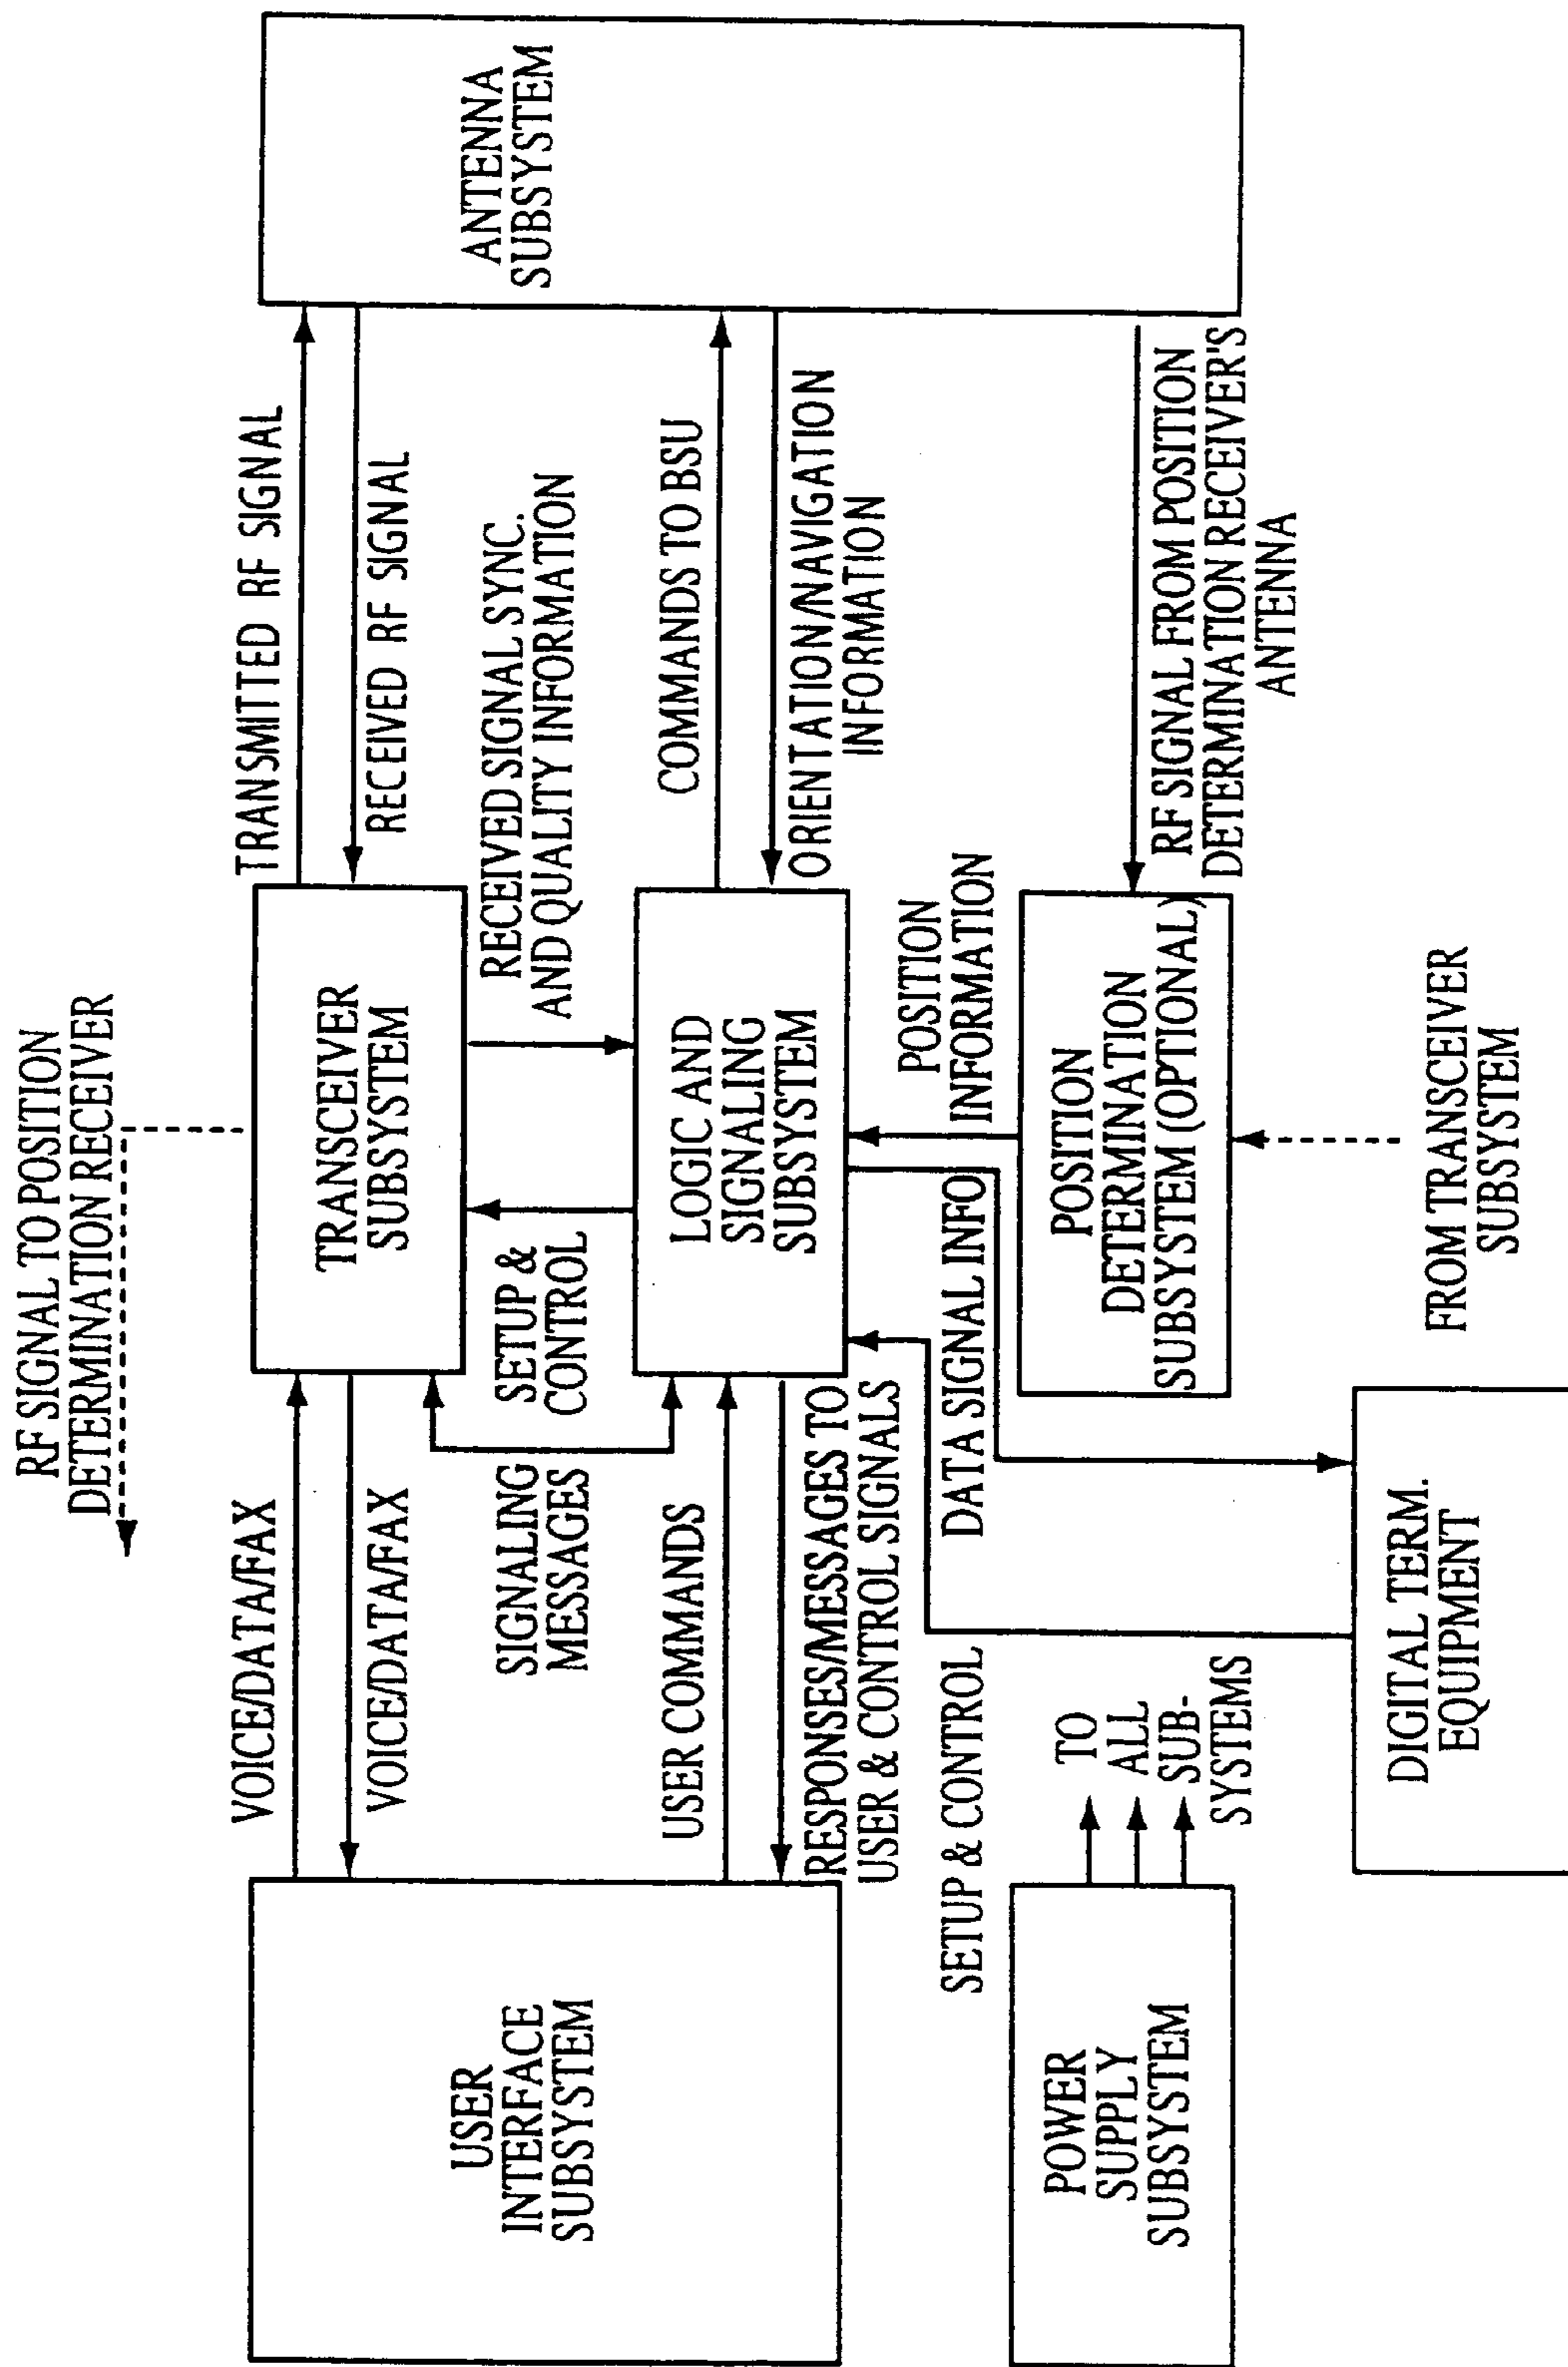 RF SIGNAL TO POSITION
DETERMINATION RECEIVER
VOICE/DATA/FAX
VOICE/DATA/FAX
TRANSCEIVER
SUBSYSTEM
TRANSMITTED RF SIGNAL
RECEIVED RF SIGNAL
ANTENNA
SUBSYSTEM
SIGNALING
MESSAGES
SETUP &
CONTROL
RECEIVED SIGNAL SYNC.
AND QUALITY INFORMATION
USER
INTERFACE
SUBSYSTEM
USER COMMANDS
RESPONSES/MESSAGES TO
USER & CONTROL SIGNALS
LOGIC AND
SIGNALING
SUBSYSTEM
COMMANDS TO BSU
ORIENTATION/NAVIGATION
INFORMATION
SETUP & CONTROL
DATA SIGNAL INFO
POSITION
INFORMATION
POWER
SUPPLY
SUBSYSTEM
TO
ALL
SUB-
SYSTEMS
POSITION
DETERMINATION
SUBSYSTEM (OPTIONAL)
RF SIGNAL FROM POSITION
DETERMINATION RECEIVER'S
ANTENNA
DIGITAL TERM.
EQUIPMENT
FROM TRANSCEIVER
SUBSYSTEM